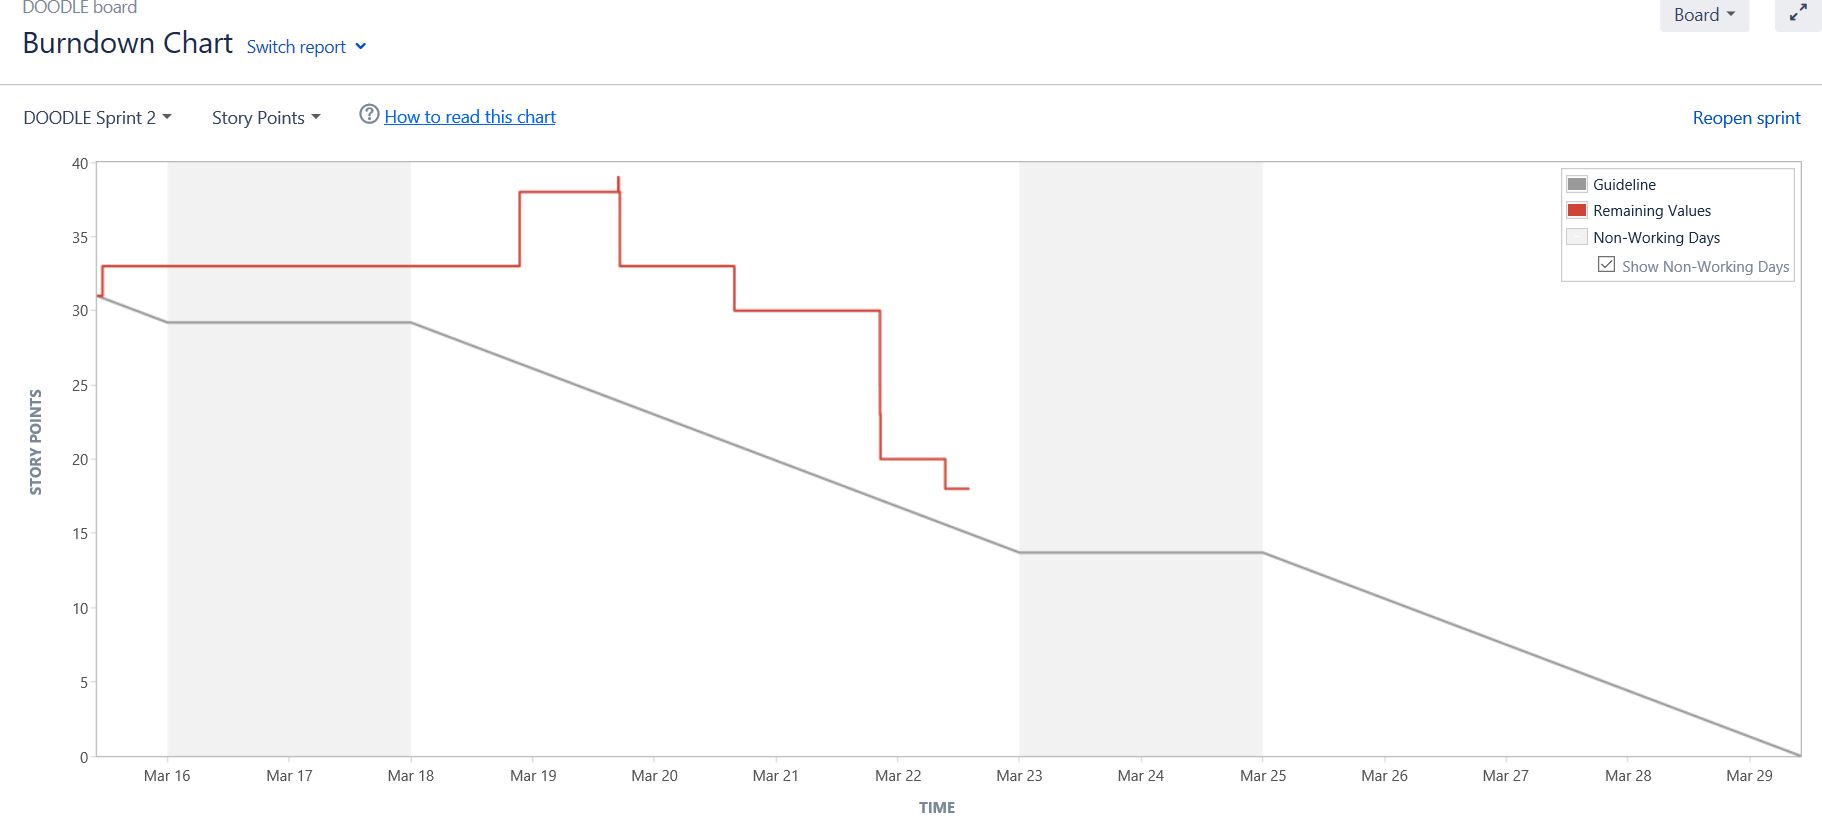 DOODLE board
Burndown Chart Switch report
Board
DOODLE Sprint 2 Story Points How to read this chart Reopen sprint
Guideline
Remaining Values
Non-Working Days
Show Non-Working Days
40
35
30
25
20
15
10
5
0
STORY POINTS
Mar 16 Mar 17 Mar 18 Mar 19 Mar 20 Mar 21 Mar 22 Mar 23 Mar 24 Mar 25 Mar 26 Mar 27 Mar 28 Mar 29
TIME